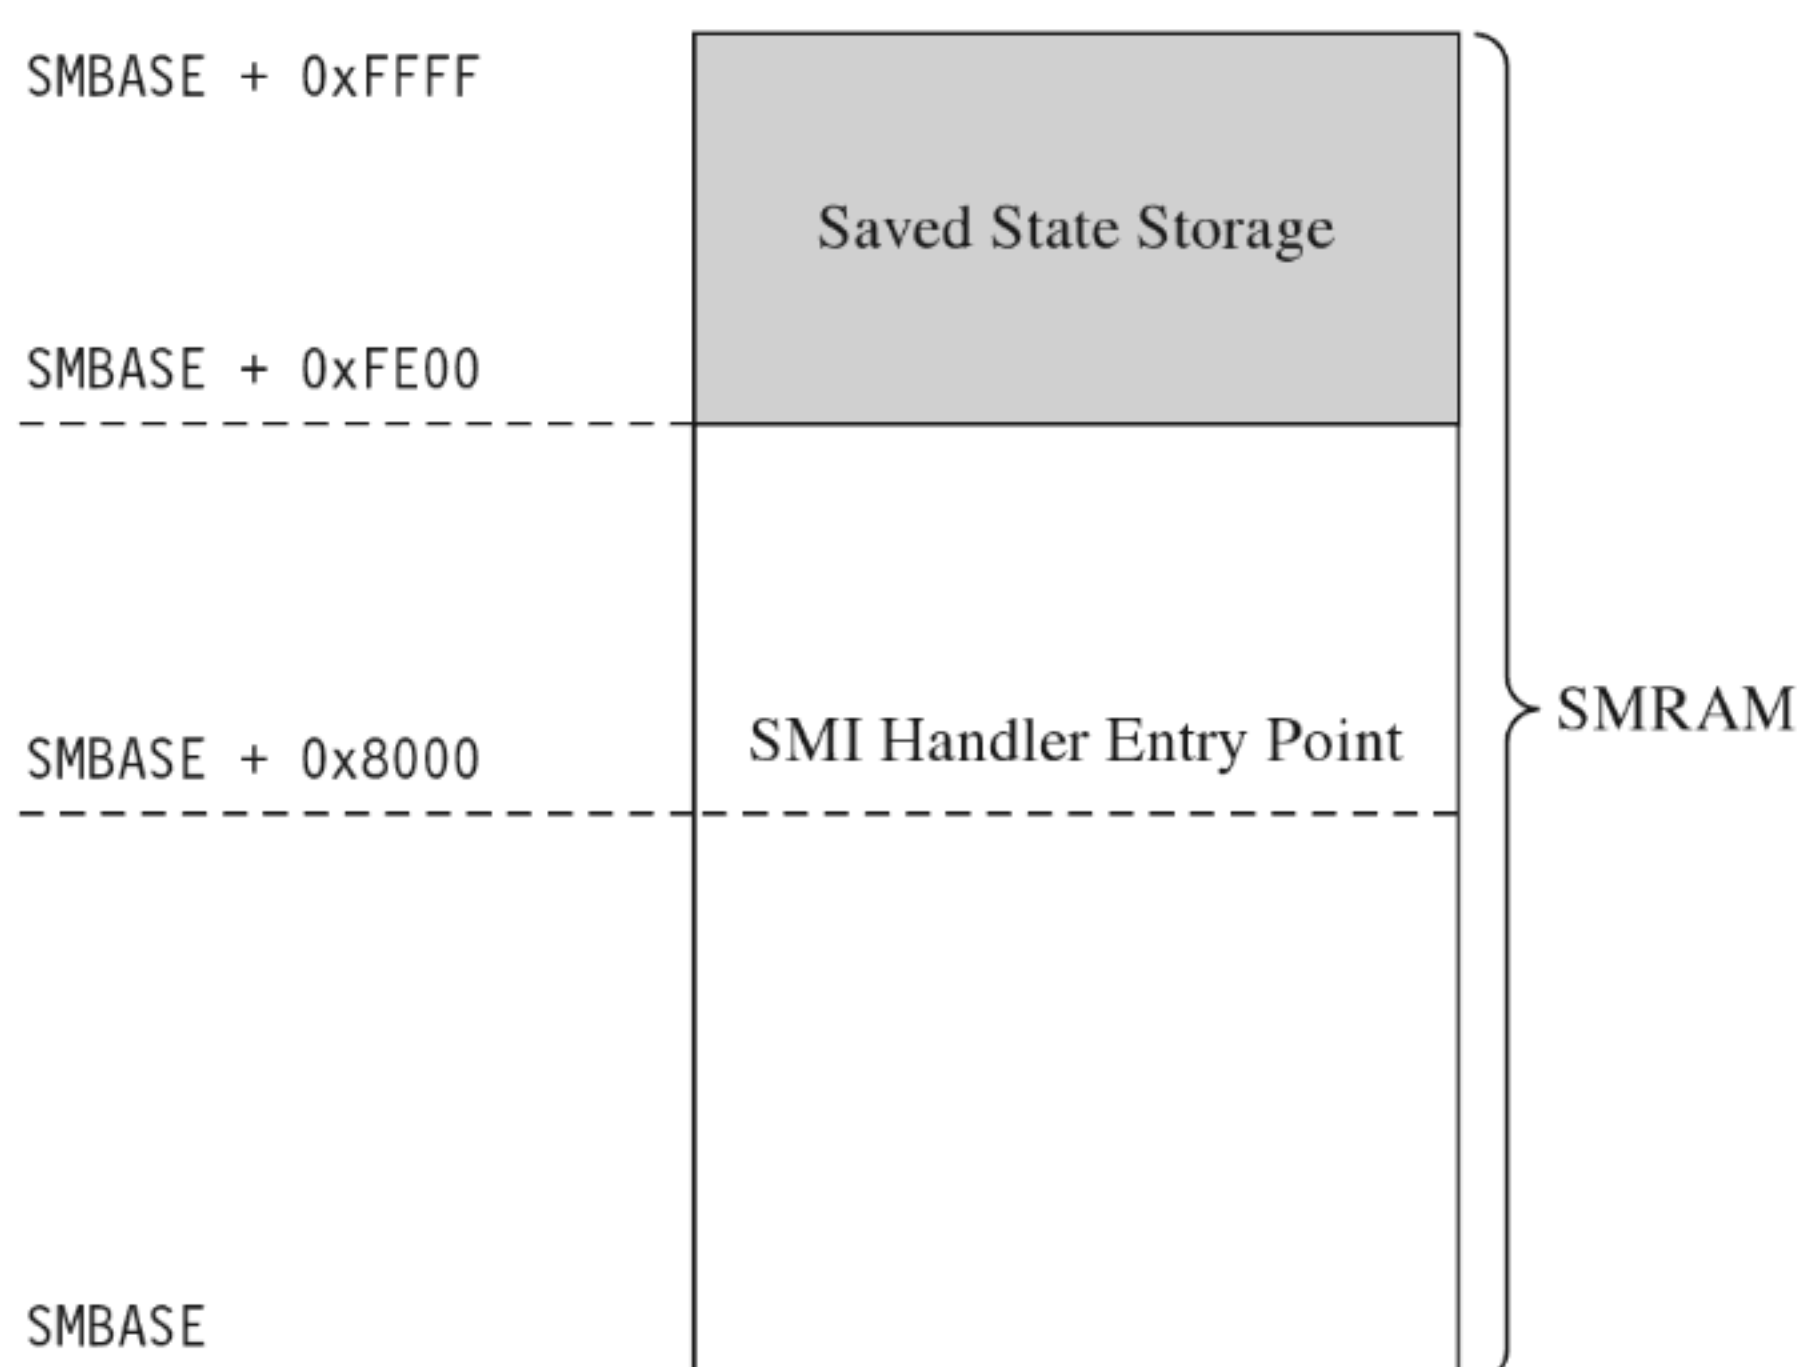 SMBASE + 0xFFFF
Saved State Storage
SMBASE + 0xFE00
SMRAM
SMBASE + 0x8000
SMI Handler Entry Point
SMBASE